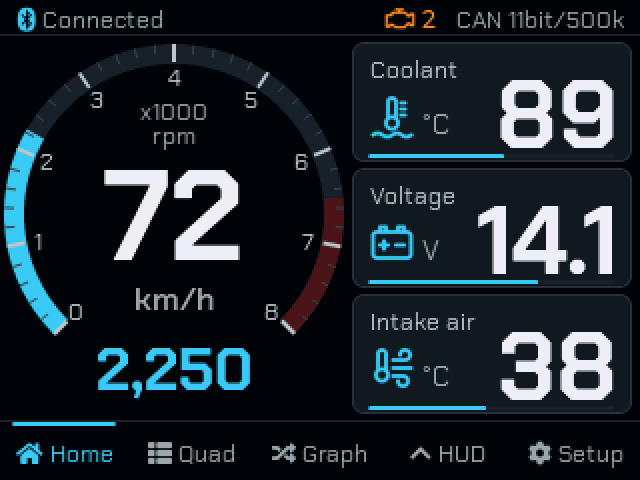 Connected
2 CAN 11bit/500k
0
1
2
3
4
5
6
7
8
x1000
rpm
72
km/h
2,250
Coolant
°C 89
Voltage
V 14.1
Intake air
°C 38
Home Quad Graph HUD Setup